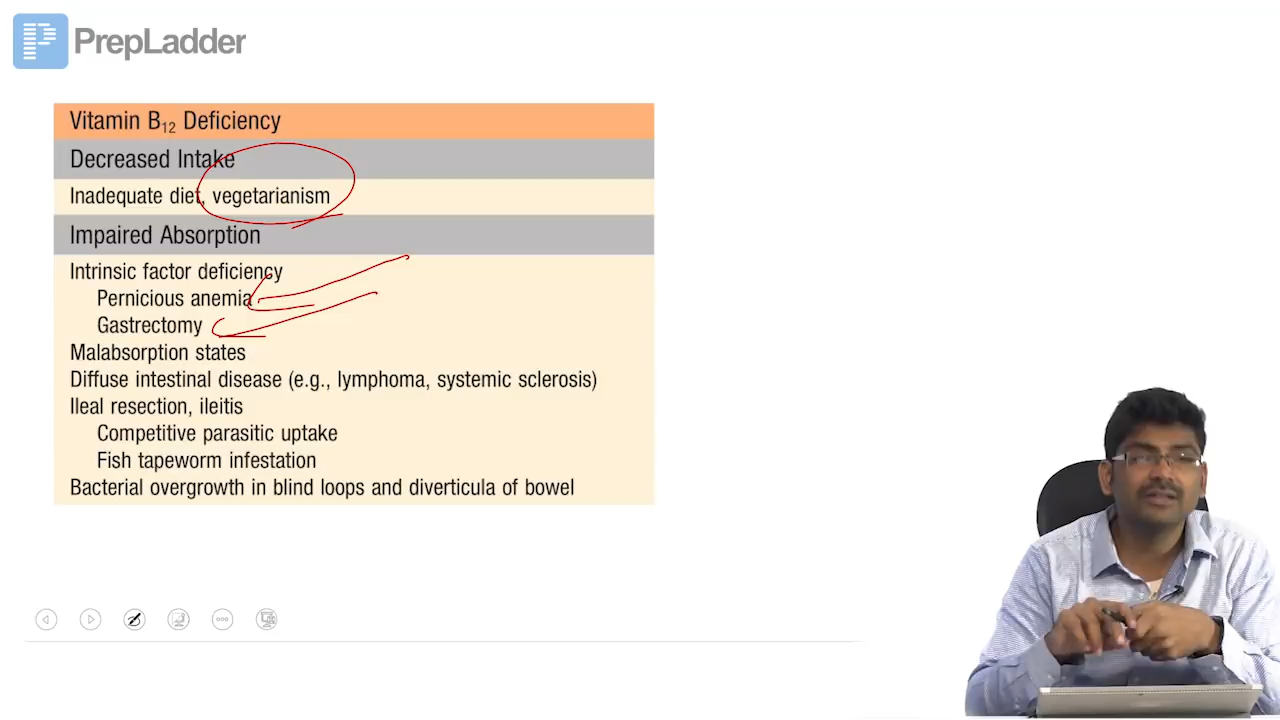 PrepLadder
Vitamin B12 Deficiency
Decreased Intake
Inadequate diet, vegetarianism
Impaired Absorption
Intrinsic factor deficiency
Pernicious anemia
Gastrectomy
Malabsorption states
Diffuse intestinal disease (e.g., lymphoma, systemic sclerosis)
Ileal resection, ileitis
Competitive parasitic uptake
Fish tapeworm infestation
Bacterial overgrowth in blind loops and diverticula of bowel